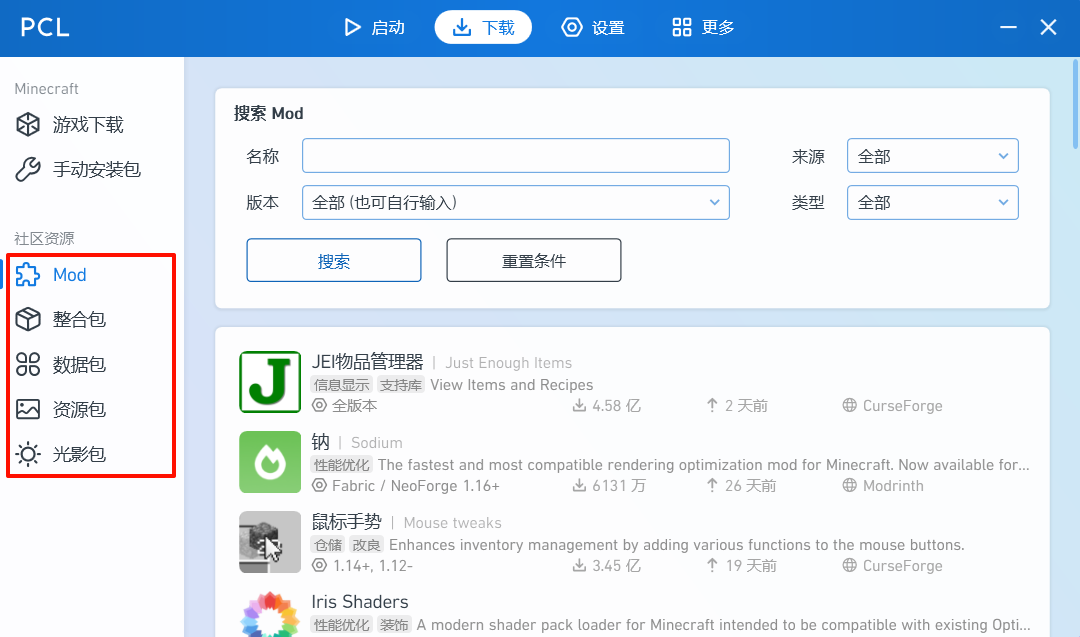 PCL
启动
下载
设置
更多
Minecraft
游戏下载
手动安装包
社区资源
Mod
整合包
数据包
资源包
光影包
搜索 Mod
名称
来源 全部
版本 全部 (也可自行输入)
类型 全部
搜索
重置条件
JEI物品管理器 | Just Enough Items
信息显示 支持库 View Items and Recipes
全版本 4.58 亿 2 天前 CurseForge
钠 | Sodium
性能优化 The fastest and most compatible rendering optimization mod for Minecraft. Now available for...
Fabric / NeoForge 1.16+ 6131 万 26 天前 Modrinth
鼠标手势 | Mouse tweaks
仓储 改良 Enhances inventory management by adding various functions to the mouse buttons.
1.14+, 1.12- 3.45 亿 19 天前 CurseForge
Iris Shaders
性能优化 装饰 A modern shader pack loader for Minecraft intended to be compatible with existing Opti...